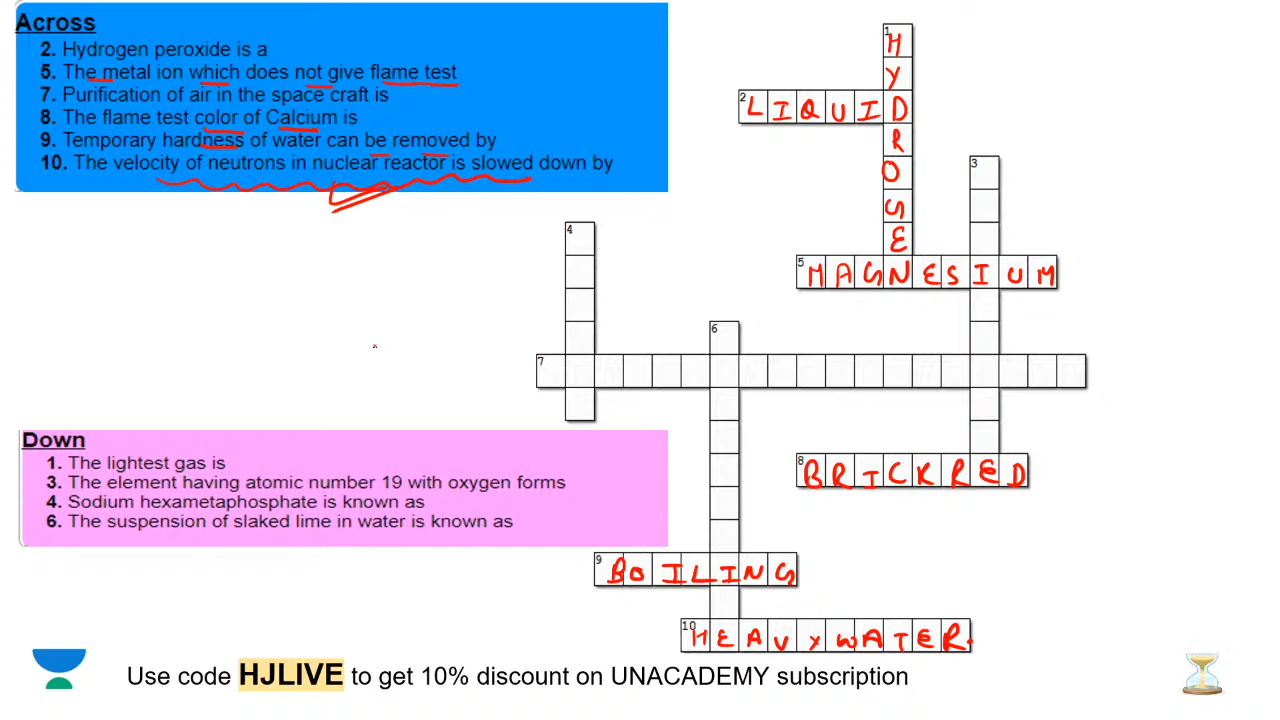 Across
2. Hydrogen peroxide is a
5. The metal ion which does not give flame test
7. Purification of air in the space craft is
8. The flame test color of Calcium is
9. Temporary hardness of water can be removed by
10. The velocity of neutrons in nuclear reactor is slowed down by
1
H
Y
2 LIQUID
R
O
G
E
3
4
5 MAGNESIUM
6
7
8 BRICKRED
9 BOILING
10 HEAVYWATER
Down
1. The lightest gas is
3. The element having atomic number 19 with oxygen forms
4. Sodium hexametaphosphate is known as
6. The suspension of slaked lime in water is known as
Use code HJLIVE to get 10% discount on UNACADEMY subscription